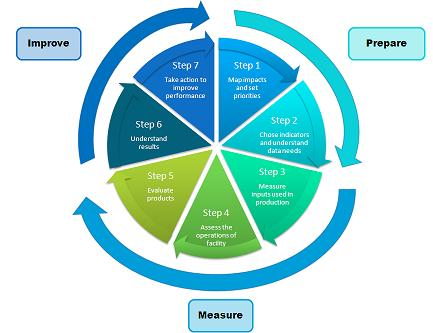 Improve
Prepare
Step 7
Take action to
improve
performance
Step 1
Map impacts
and set
priorities
Step 6
Understand
results
Step 2
Chose indicators
and understand
data needs
Step 5
Evaluate
products
Step 3
Measure
inputs used in
production
Step 4
Assess the
operations of
facility
Measure